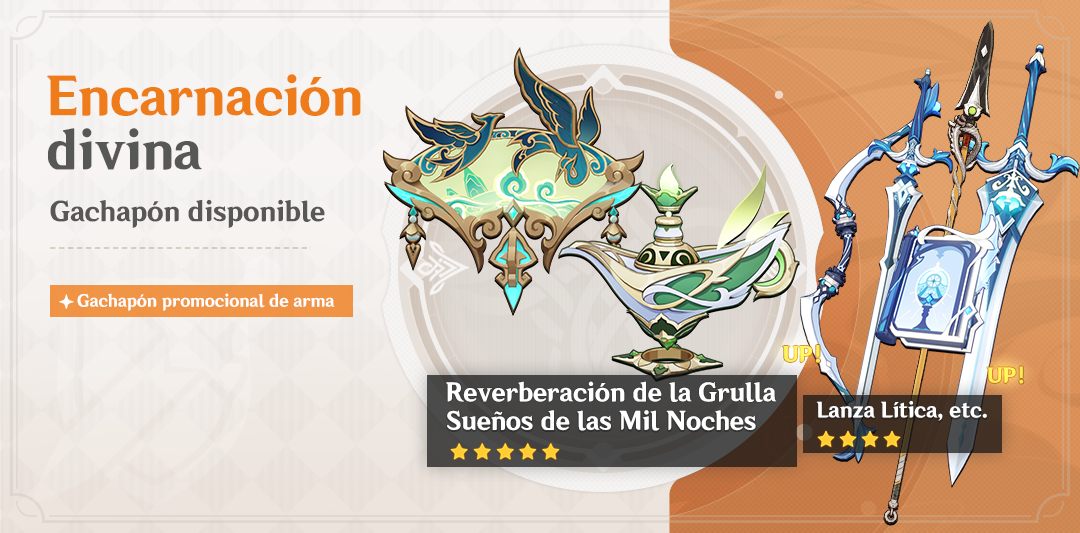 Encarnación
divina
Gachapón disponible
Gachapón promocional de arma
UP!
UP!
Reverberación de la Grulla
Sueños de las Mil Noches
Lanza Lítica, etc.